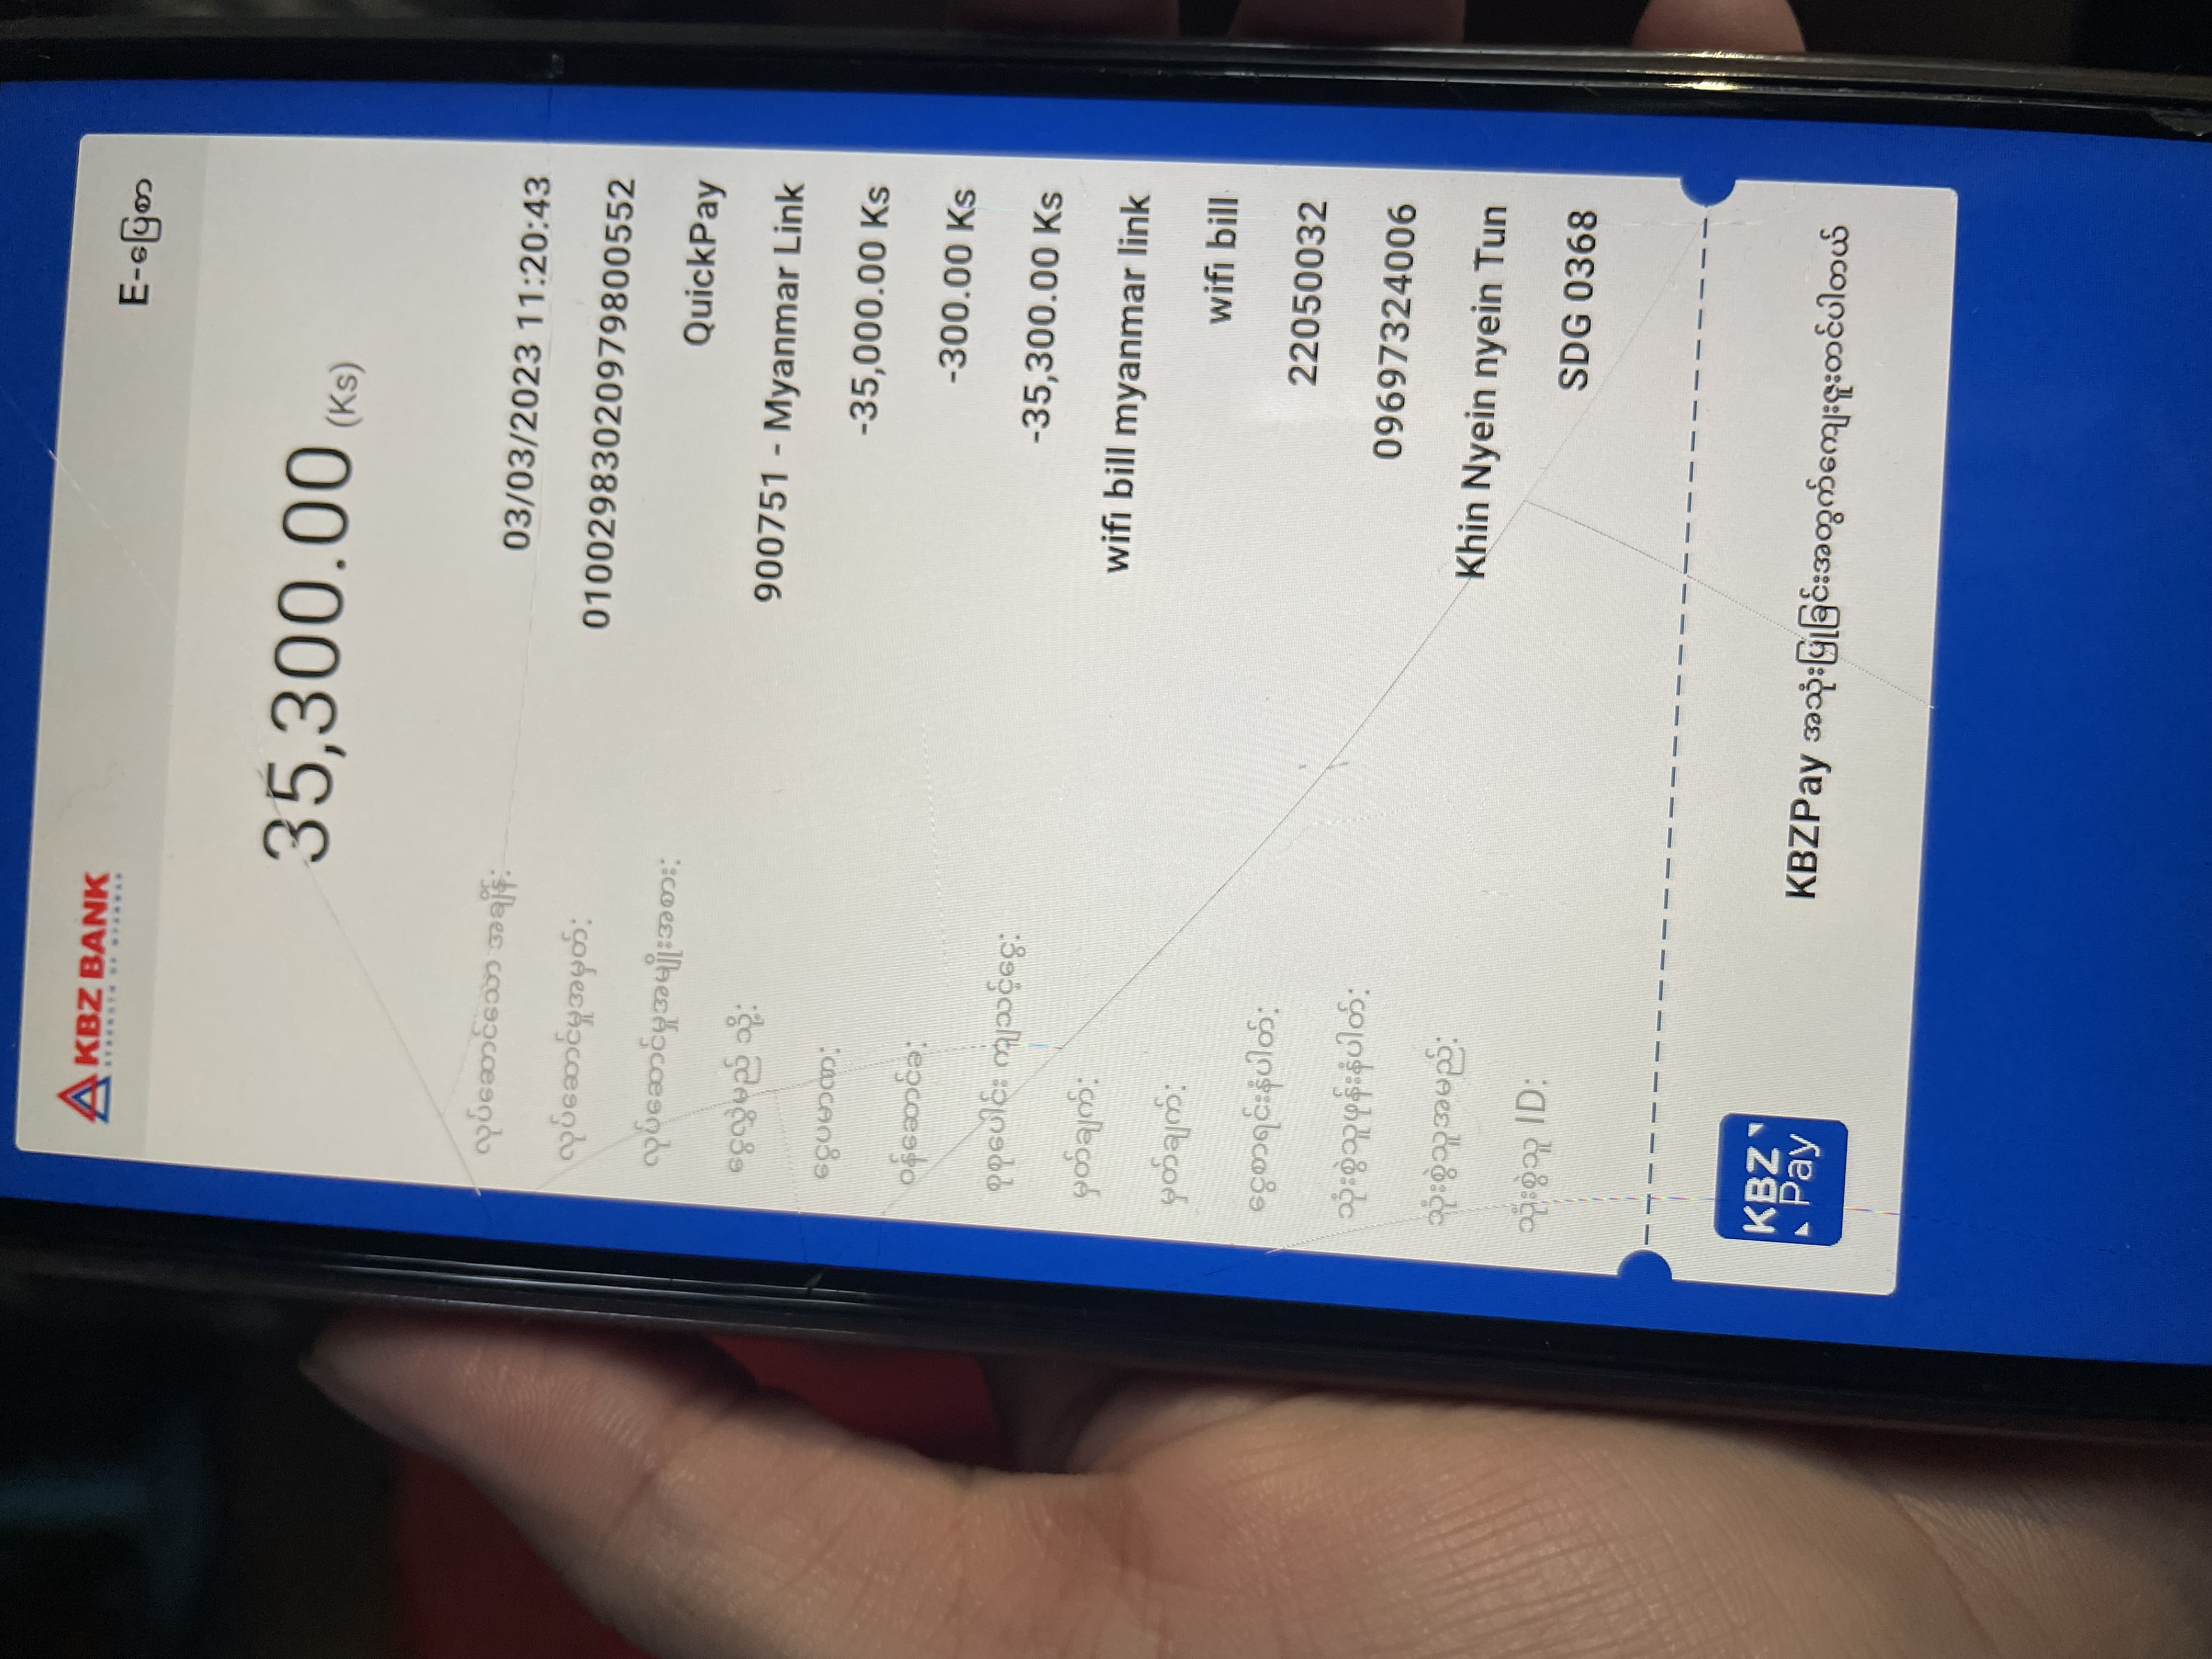 KBZ BANK
STRENGTH OF MYANMAR
E-ပြေစာ
35,300.00 (Ks)
လုပ်ဆောင်သော အချိန်: 03/03/2023 11:20:43
လုပ်ဆောင်မှုအမှတ်: 01002983020979800552
လုပ်ဆောင်မှုအမျိုးအစား: QuickPay
ငွေလွှဲမည် သို့: 900751 - Myanmar Link
ငွေပမာဏ: -35,000.00 Ks
ဝန်ဆောင်ခ: -300.00 Ks
စုစုပေါင်း ကျသင့်ငွေ: -35,300.00 Ks
မှတ်ချက်: wifi bill myanmar link
မှတ်ချက်: wifi bill
ငွေစာရင်းနံပါတ်: 22050032
သုံးစွဲသူဖုန်းနံပါတ်: 09697324006
သုံးစွဲသူအမည်: Khin Nyein nyein Tun
သုံးစွဲသူ ID: SDG 0368
KBZ
Pay
KBZPay အသုံးပြုခြင်းအတွက်ကျေးဇူးတင်ပါတယ်